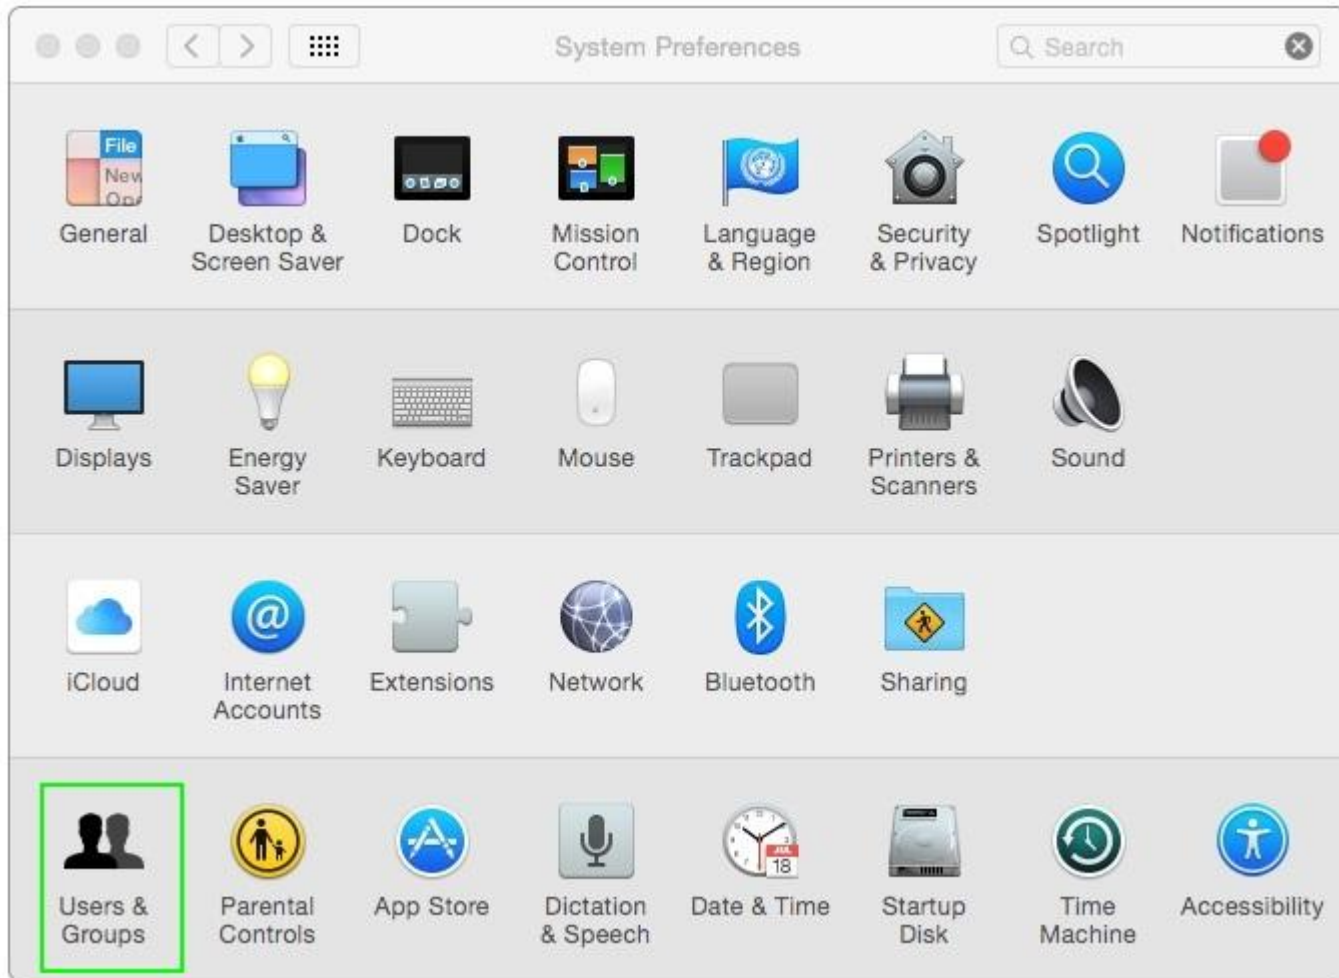 System Preferences
Search
File
New
Ope
General
Desktop &
Screen Saver
Dock
Mission
Control
Language
& Region
Security
& Privacy
Spotlight
Notifications
Displays
Energy
Saver
Keyboard
Mouse
Trackpad
Printers &
Scanners
Sound
iCloud
@
Internet
Accounts
Extensions
Network
Bluetooth
Sharing
Users &
Groups
Parental
Controls
App Store
Dictation
& Speech
JUL
18
Date & Time
Startup
Disk
Time
Machine
Accessibility